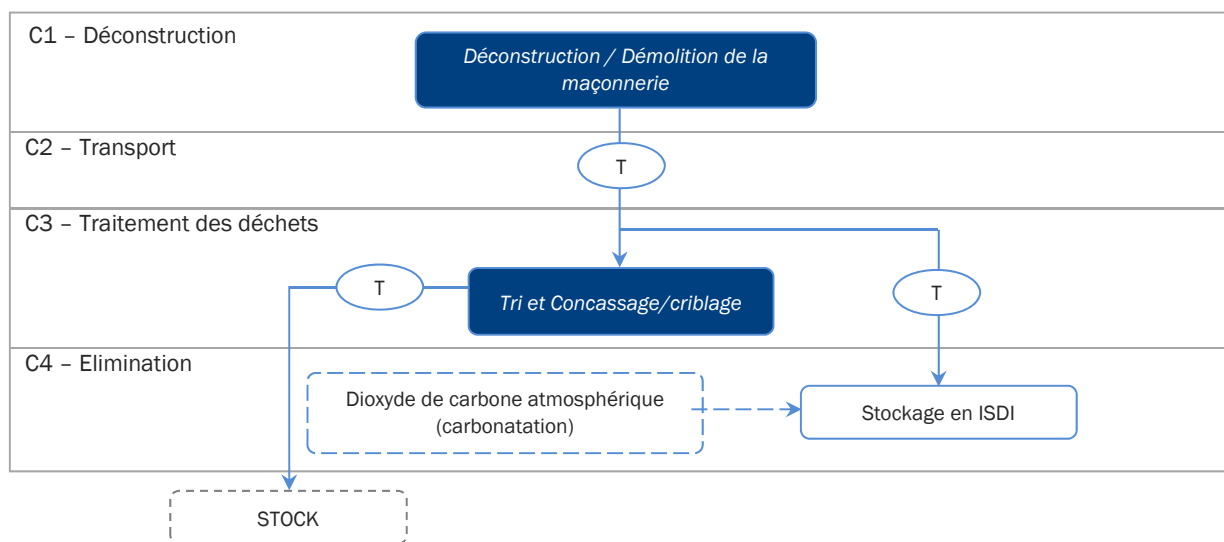 C1 – Déconstruction
Déconstruction / Démolition de la
maçonnerie
C2 – Transport
T
C3 – Traitement des déchets
T
Tri et Concassage/criblage
T
C4 – Elimination
Dioxyde de carbone atmosphérique
(carbonatation)
Stockage en ISDI
STOCK